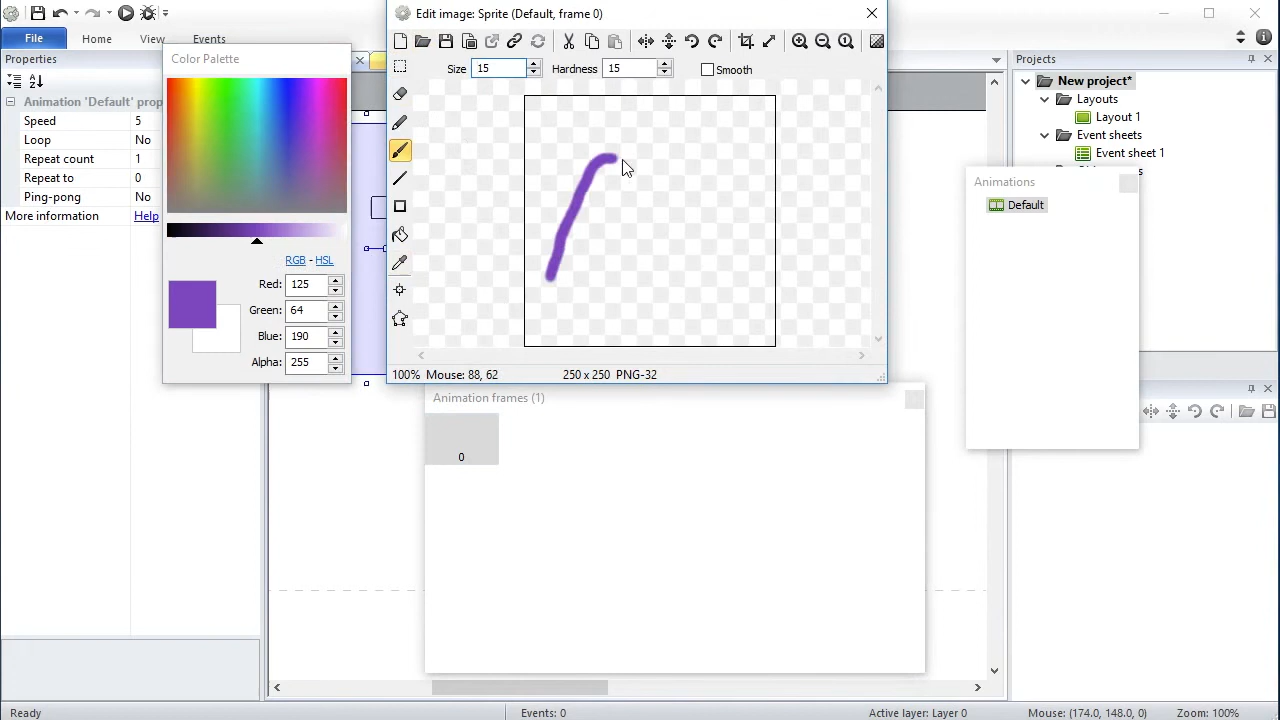 Edit image: Sprite (Default, frame 0)
File
Home
View
Events
Properties
Color Palette
Projects
Animation 'Default' prop
Speed 5
Loop No
Repeat count 1
Repeat to 0
Ping-pong No
More information Help
RGB - HSL
Red: 125
Green: 64
Blue: 190
Alpha: 255
Size 15
Hardness 15
Smooth
100% Mouse: 88, 62
250 x 250 PNG-32
Animation frames (1)
0
New project*
Layouts
Layout 1
Event sheets
Event sheet 1
Animations
Default
Ready
Events: 0
Active layer: Layer 0
Mouse: (174.0, 148.0, 0)
Zoom: 100%